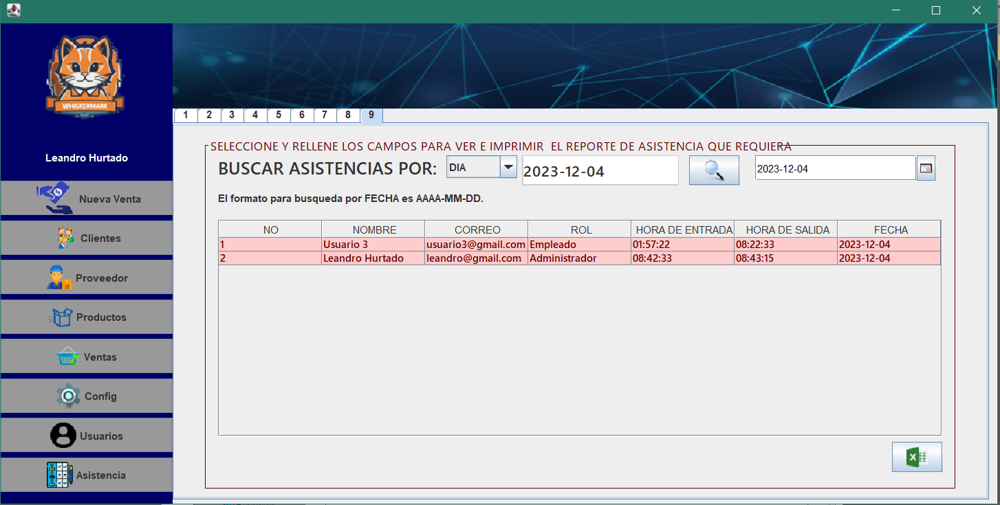 WHISKERMARK
Leandro Hurtado
Nueva Venta
Clientes
Proveedor
Productos
Ventas
Config
Usuarios
Asistencia
1 2 3 4 5 6 7 8 9
SELECCIONE Y RELLENE LOS CAMPOS PARA VER E IMPRIMIR  EL REPORTE DE ASISTENCIA QUE REQUIERA
BUSCAR ASISTENCIAS POR: DIA 2023-12-04 2023-12-04
El formato para busqueda por FECHA es AAAA-MM-DD.
NO NOMBRE CORREO ROL HORA DE ENTRADA HORA DE SALIDA FECHA
1 Usuario 3 usuario3@gmail.com Empleado 01:57:22 08:22:33 2023-12-04
2 Leandro Hurtado leandro@gmail.com Administrador 08:42:33 08:43:15 2023-12-04